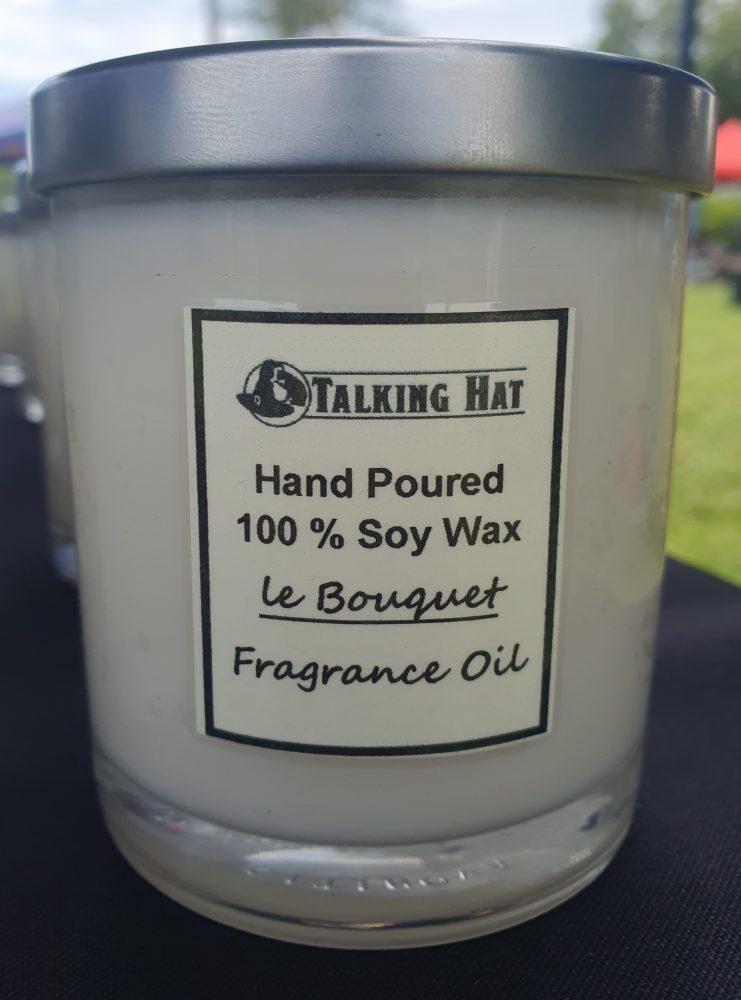 Talking Hat
Hand Poured
100 % Soy Wax
le Bouquet
Fragrance Oil